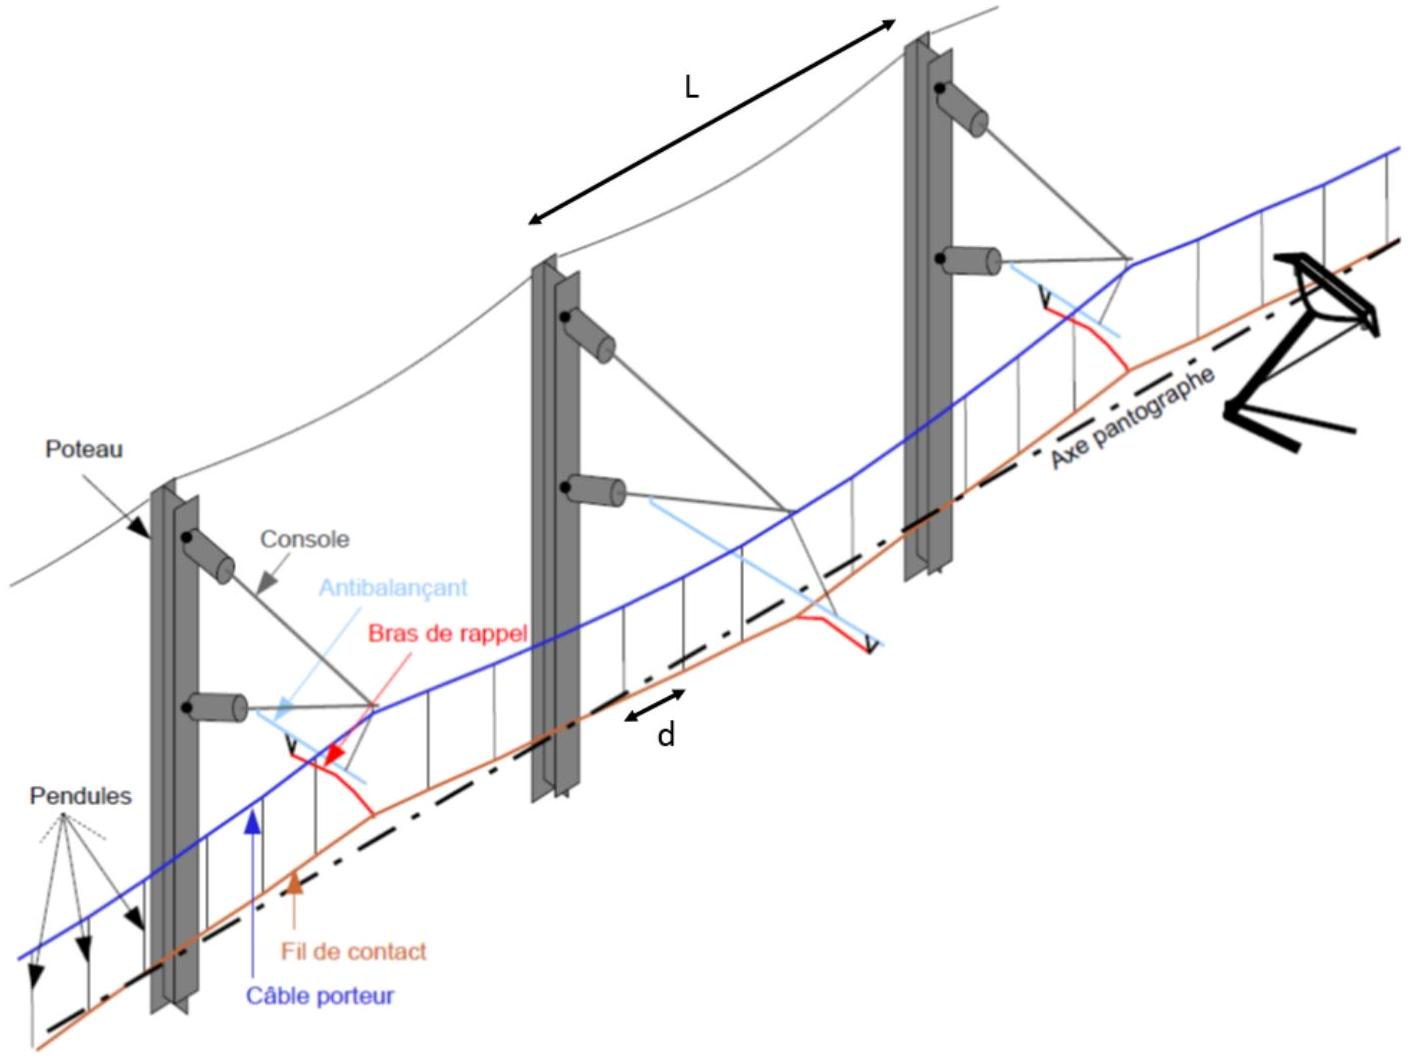 L
Poteau
Console
Antibalançant
Bras de rappel
Axe pantographe
d
Pendules
Fil de contact
Câble porteur